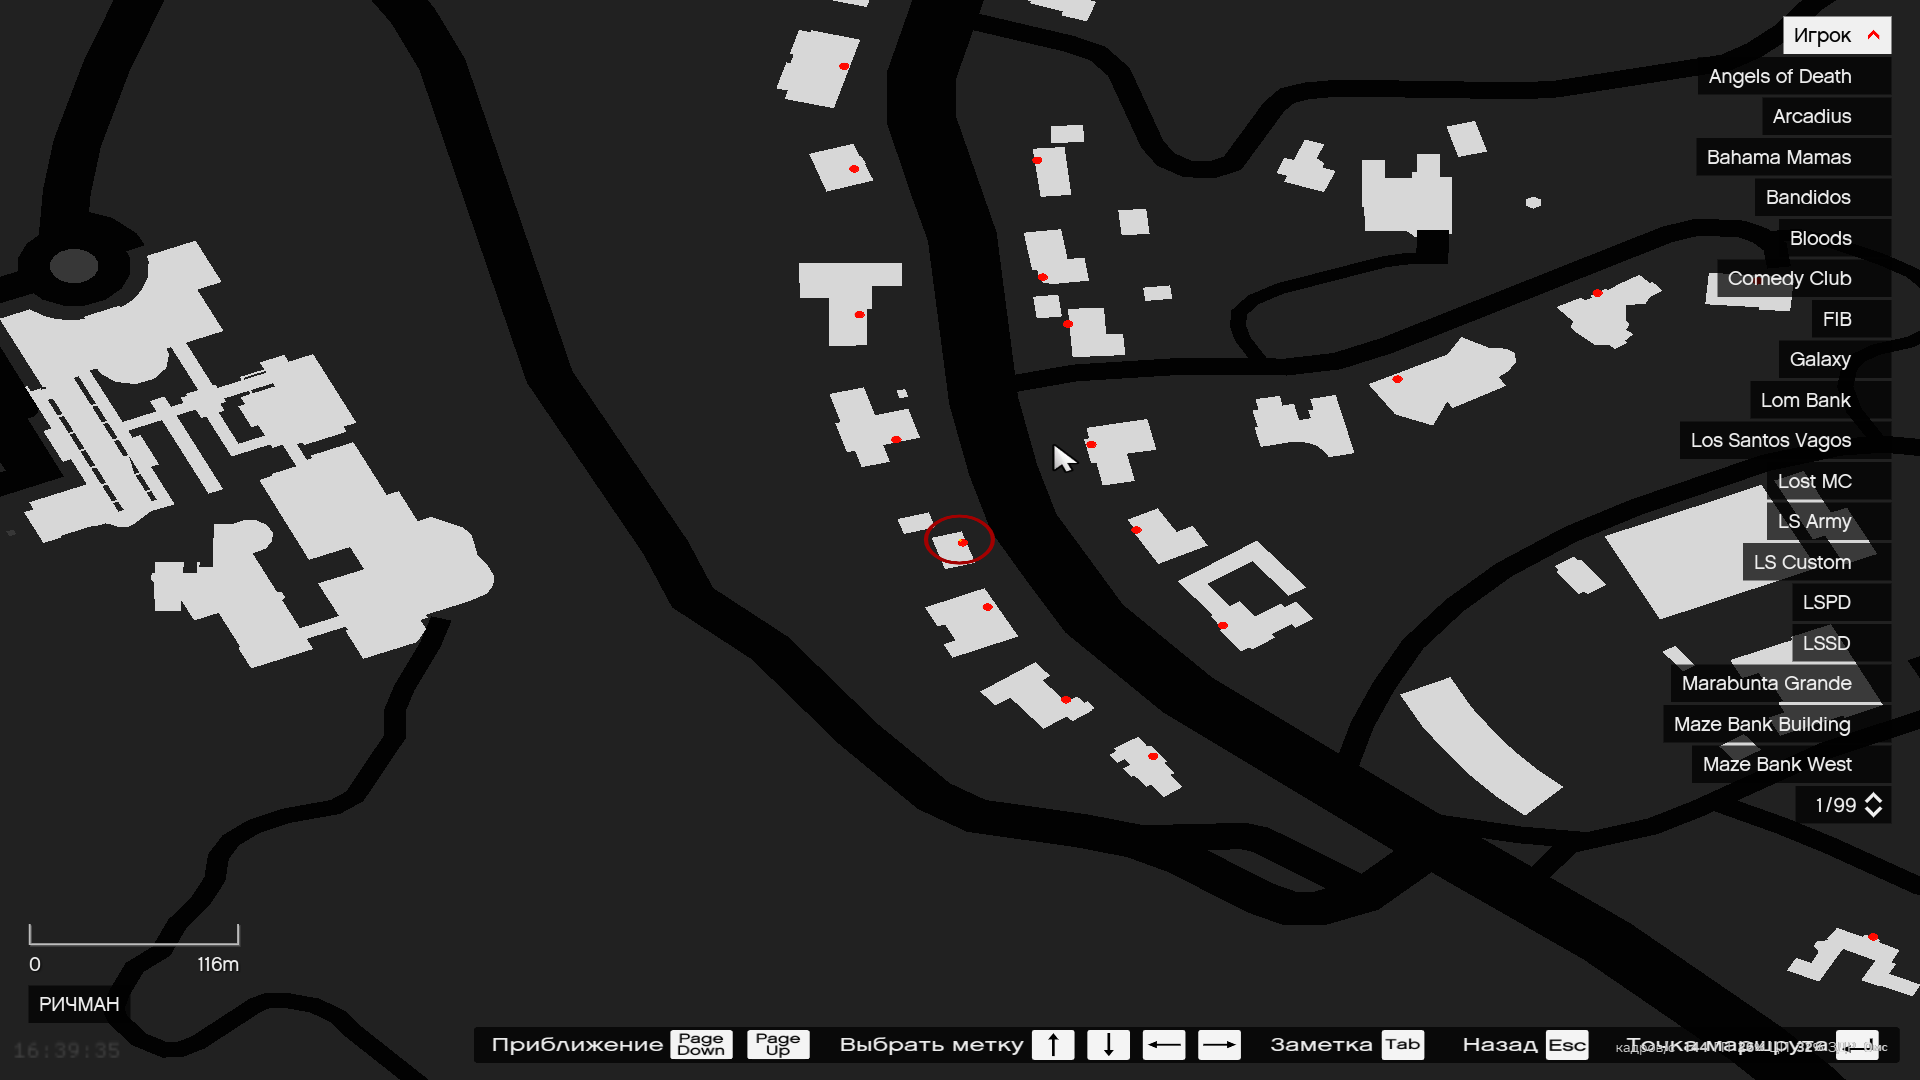 Игрок
Angels of Death
Arcadius
Bahama Mamas
Bandidos
Bloods
Comedy Club
FIB
Galaxy
Lom Bank
Los Santos Vagos
Lost MC
LS Army
LS Custom
LSPD
LSSD
Marabunta Grande
Maze Bank Building
Maze Bank West
1/99
0 116m
РИЧМАН
16:39:35
Приближение Page Down Page Up Выбрать метку ↑ ↓ ← → Заметка Tab Назад Esc Точка маршрута
кадров/с 144